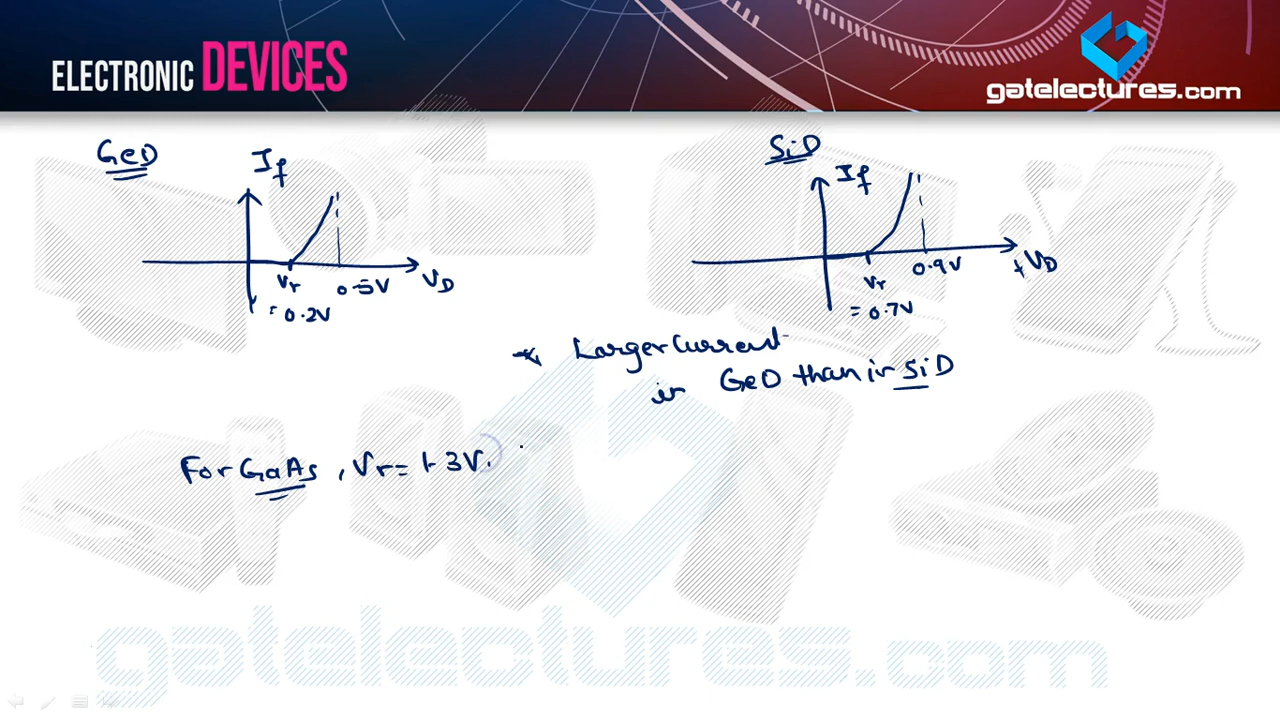 ELECTRONIC DEVICES
gatelectures.com
GeD
If
Vr
= 0.2V
0.5V
VD
SiD
If
Vr
= 0.7V
0.9V
+VD
* Larger Current
in GeD than in SiD
For GaAs, Vr = 1.3V.
gatelectures.com